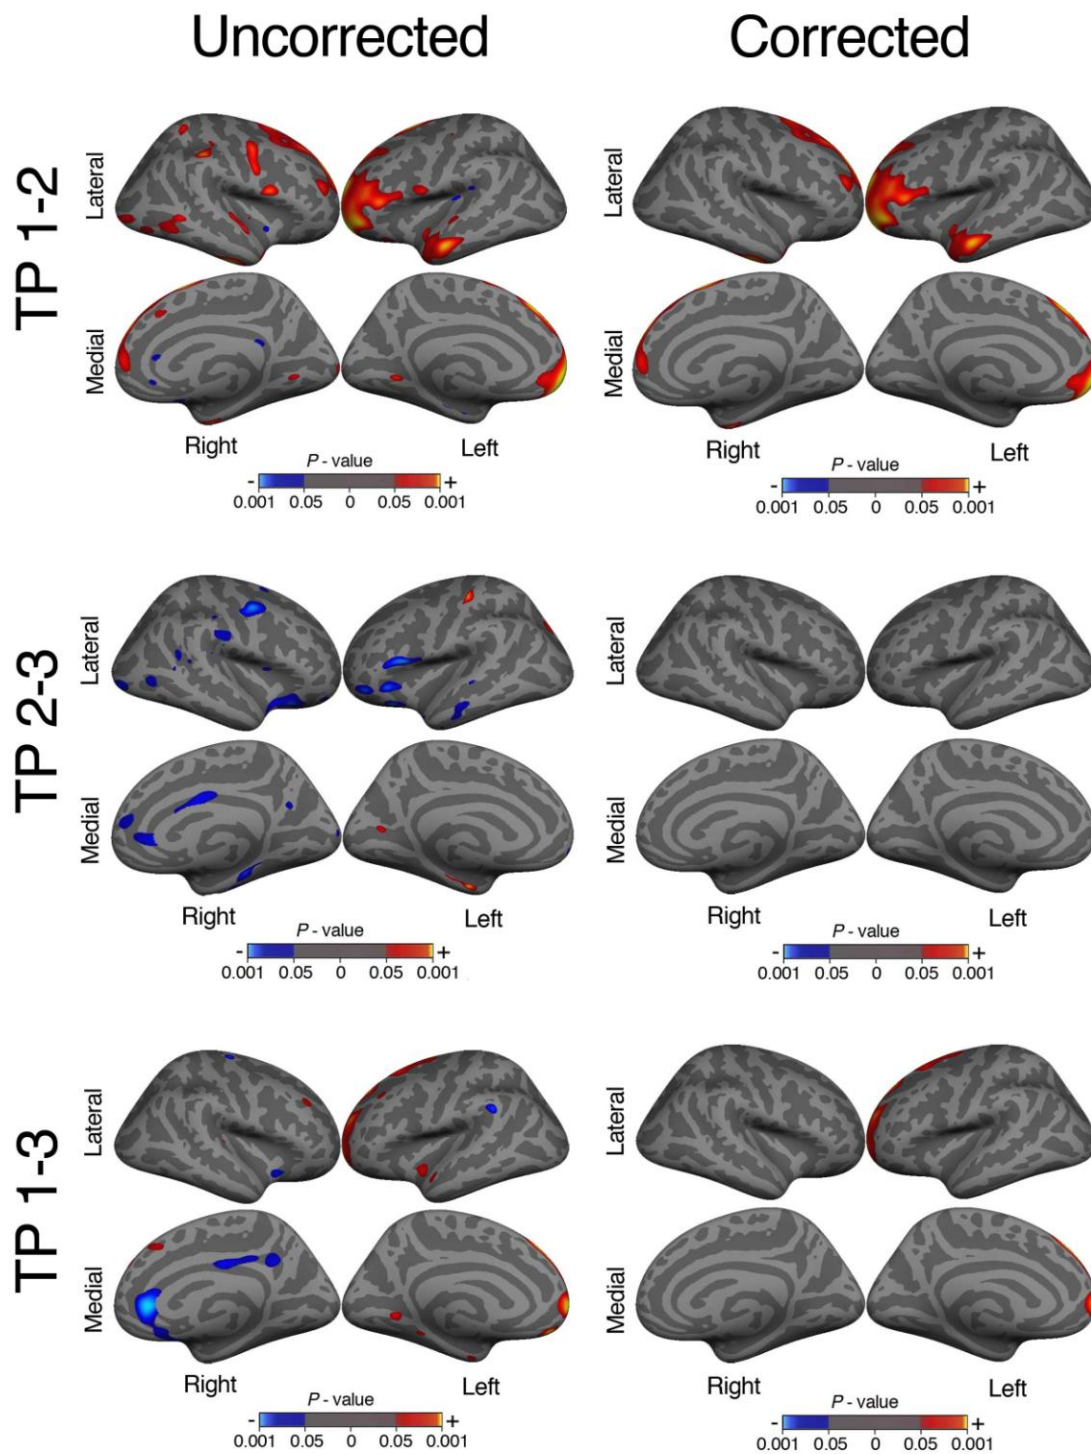 Uncorrected Corrected
TP 1-2
Lateral Lateral
Medial Medial
Right Left Right Left
P - value P - value
- + - +
0.001 0.05 0 0.05 0.001 0.001 0.05 0 0.05 0.001
TP 2-3
Lateral Lateral
Medial Medial
Right Left Right Left
P - value P - value
- + - +
0.001 0.05 0 0.05 0.001 0.001 0.05 0 0.05 0.001
TP 1-3
Lateral Lateral
Medial Medial
Right Left Right Left
P - value P - value
- + - +
0.001 0.05 0 0.05 0.001 0.001 0.05 0 0.05 0.001